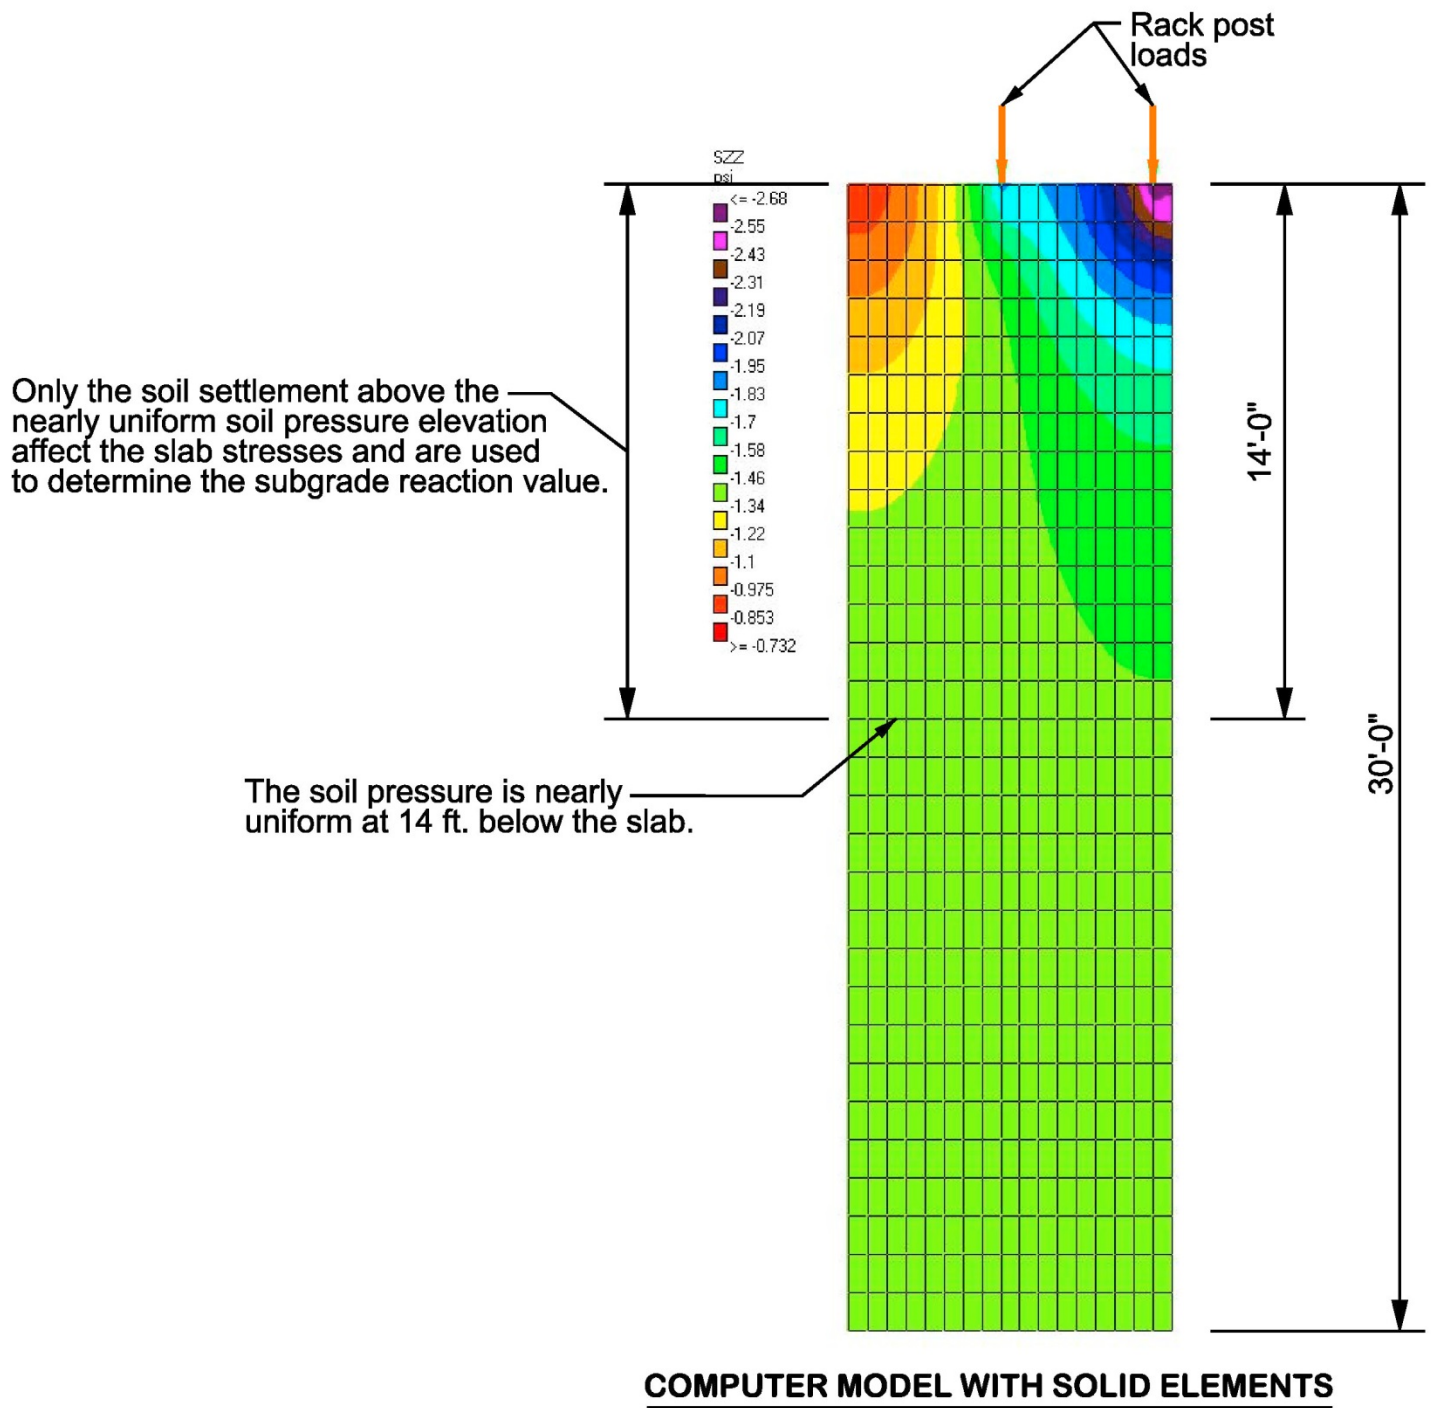 Rack post
loads
SZZ
psi
<= -2.68
-2.55
-2.43
-2.31
-2.19
-2.07
-1.95
-1.83
-1.7
-1.58
-1.46
-1.34
-1.22
-1.1
-0.975
-0.853
>= -0.732
Only the soil settlement above the
nearly uniform soil pressure elevation
affect the slab stresses and are used
to determine the subgrade reaction value.
14'-0"
30'-0"
The soil pressure is nearly
uniform at 14 ft. below the slab.
COMPUTER MODEL WITH SOLID ELEMENTS